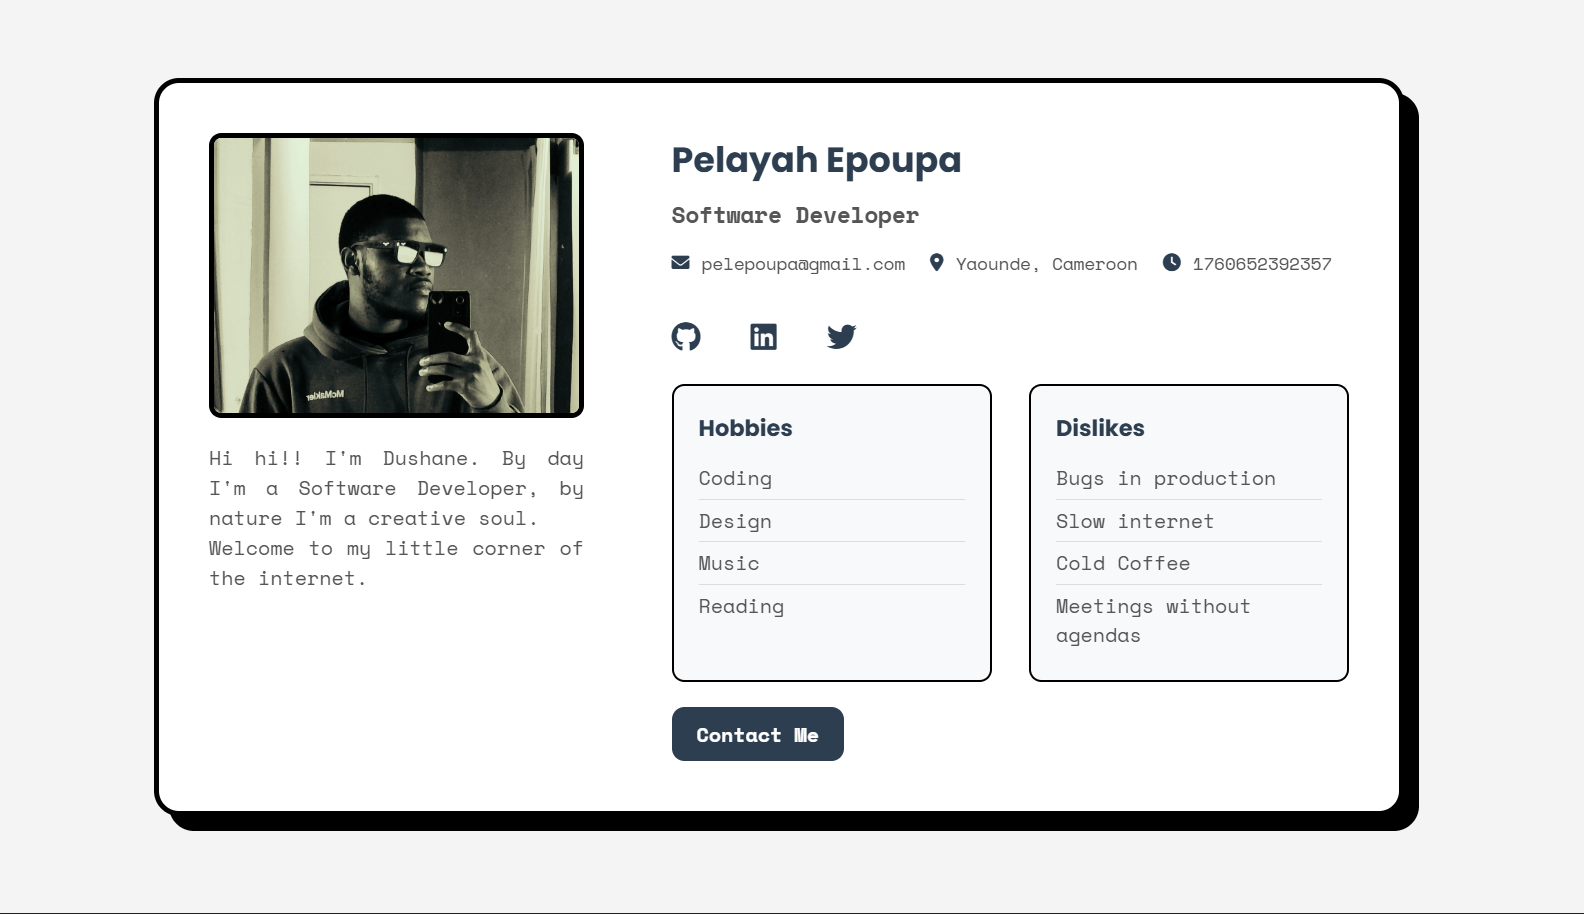 McMakler
Hi hi!! I'm Dushane. By day
I'm a Software Developer, by
nature I'm a creative soul.
Welcome to my little corner of
the internet.
Pelayah Epoupa
Software Developer
pelepoupa@gmail.com Yaounde, Cameroon 1760652392357
Hobbies
Coding
Design
Music
Reading
Dislikes
Bugs in production
Slow internet
Cold Coffee
Meetings without
agendas
Contact Me